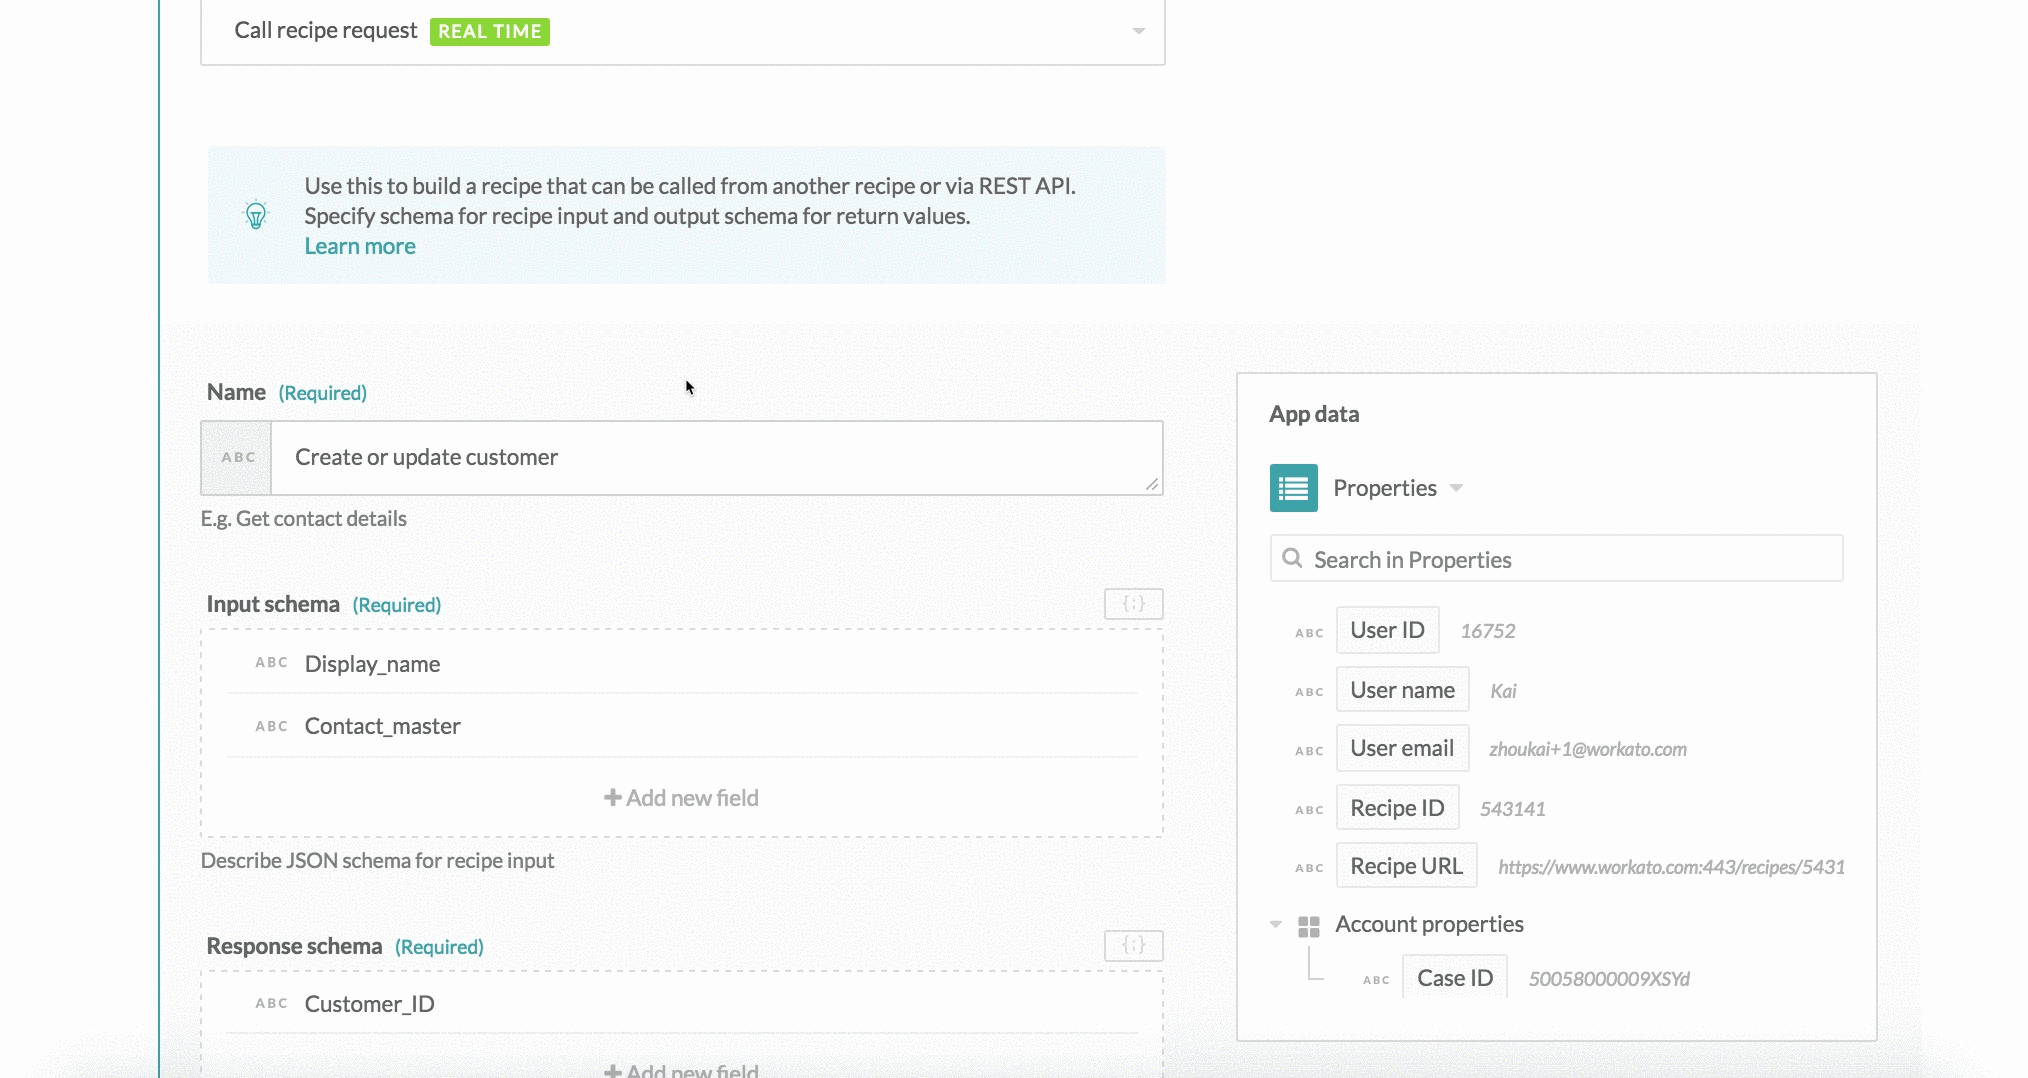 Call recipe request REAL TIME
Use this to build a recipe that can be called from another recipe or via REST API.
Specify schema for recipe input and output schema for return values.
Learn more
Name (Required)
ABC Create or update customer
E.g. Get contact details
Input schema (Required) {;}
ABC Display_name
ABC Contact_master
+ Add new field
Describe JSON schema for recipe input
Response schema (Required) {;}
ABC Customer_ID
+ Add new field
App data
Properties
Search in Properties
ABC User ID 16752
ABC User name Kai
ABC User email zhoukai+1@workato.com
ABC Recipe ID 543141
ABC Recipe URL https://www.workato.com:443/recipes/5431
Account properties
ABC Case ID 50058000009XSYd